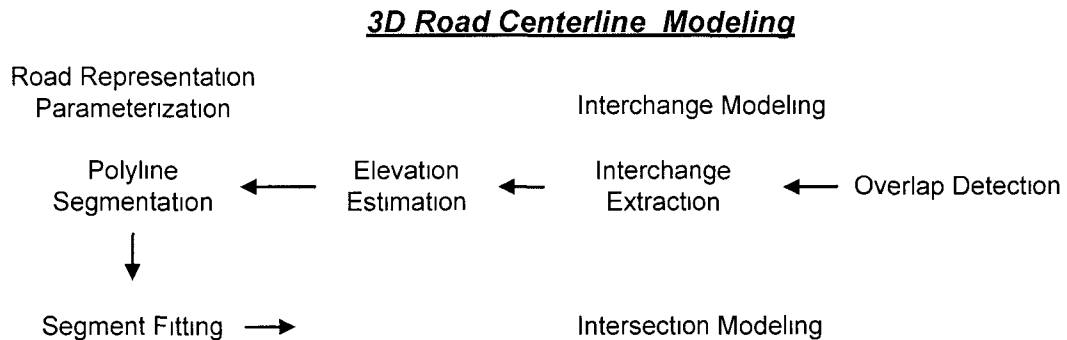 3D Road Centerline Modeling
Road Representation
Parameterization
Interchange Modeling
Polyline
Segmentation
Elevation
Estimation
Interchange
Extraction
Overlap Detection
Segment Fitting
Intersection Modeling